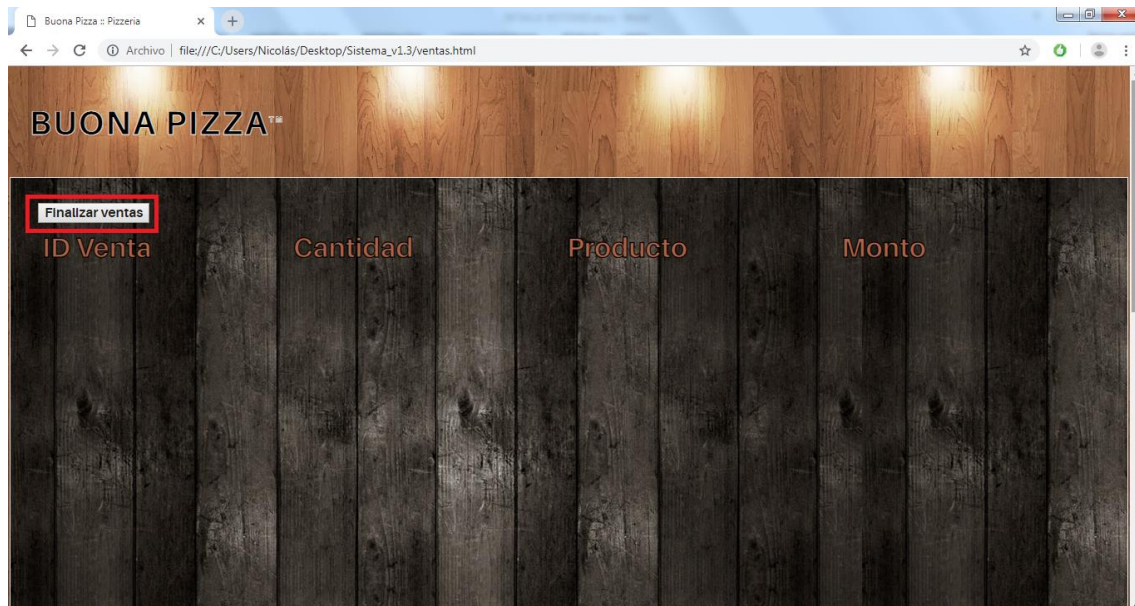 Buona Pizza :: Pizzeria
Archivo | file:///C:/Users/Nicolás/Desktop/Sistema_v1.3/ventas.html
BUONA PIZZA™
Finalizar ventas
ID Venta Cantidad Producto Monto